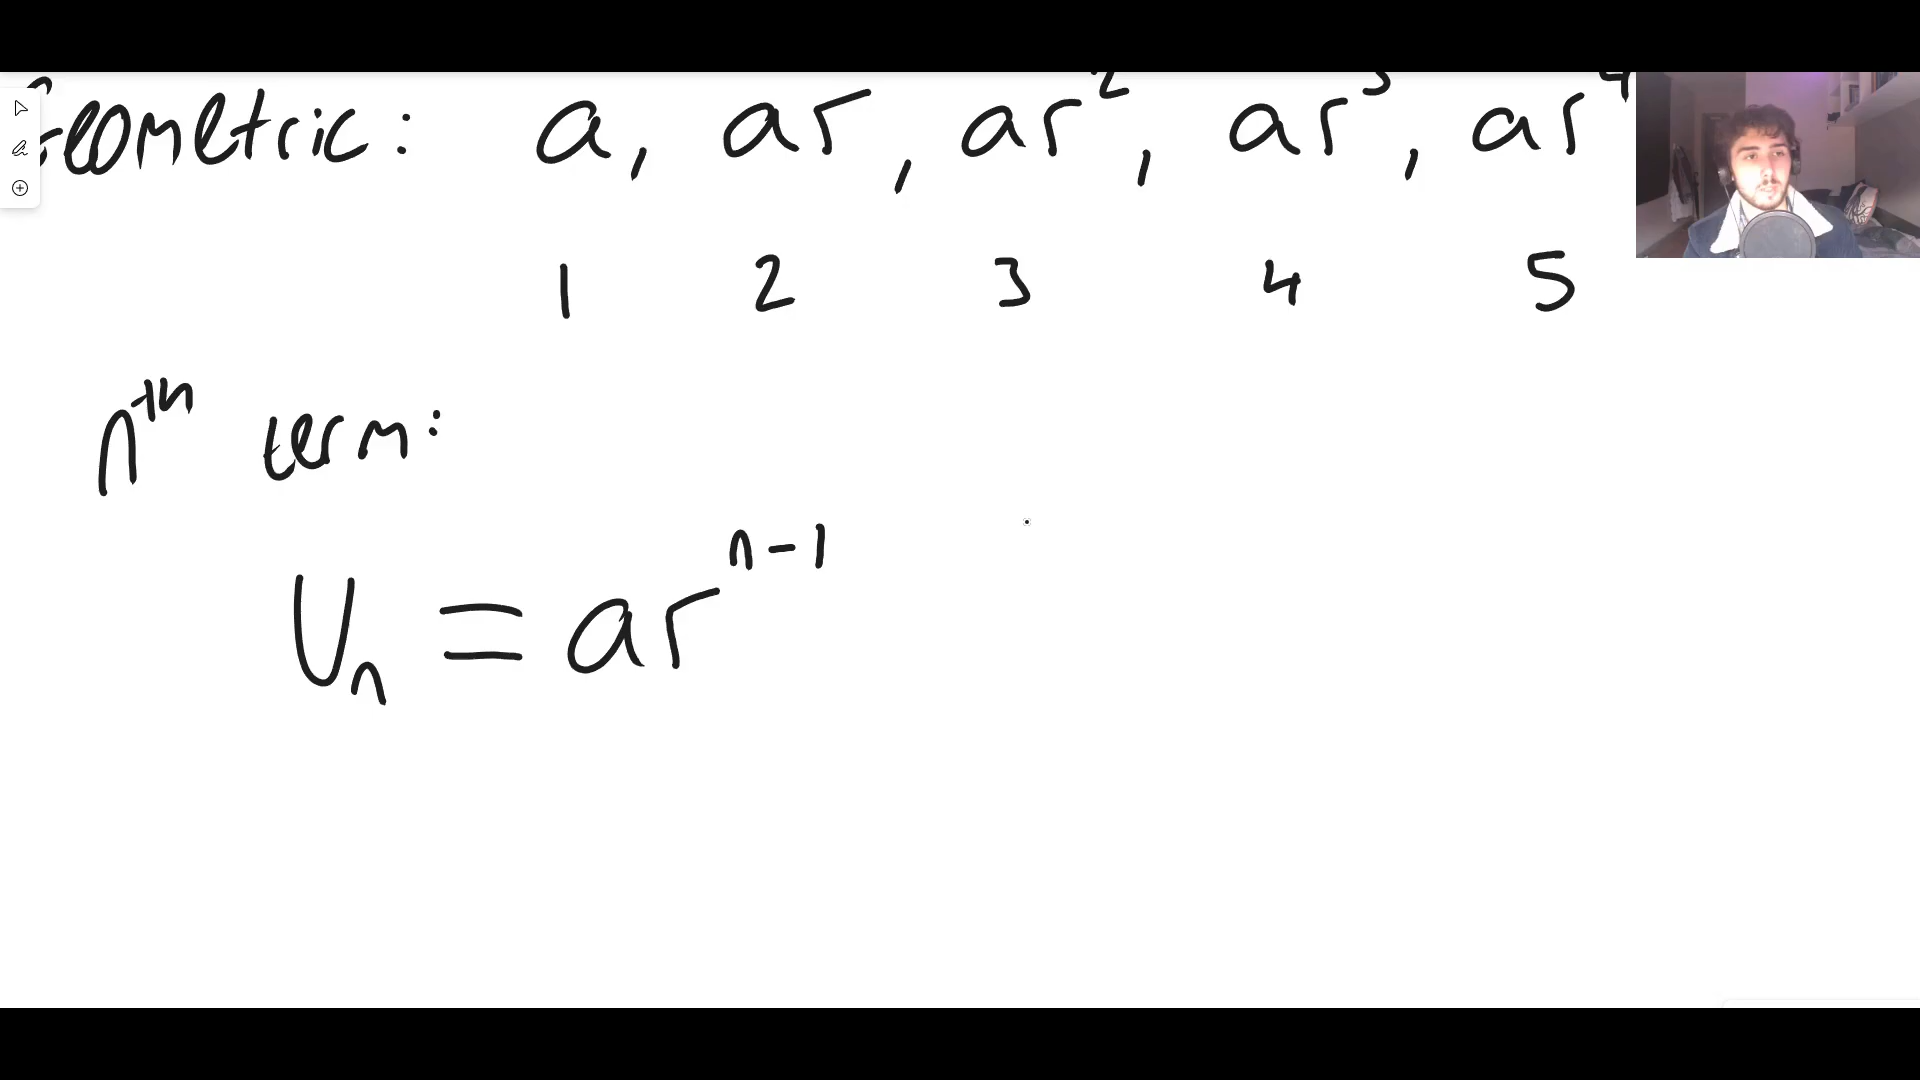 Geometric: a, ar, ar², ar³, ar⁴
1 2 3 4 5
nᵗʰ term:
Uₙ = arⁿ⁻¹